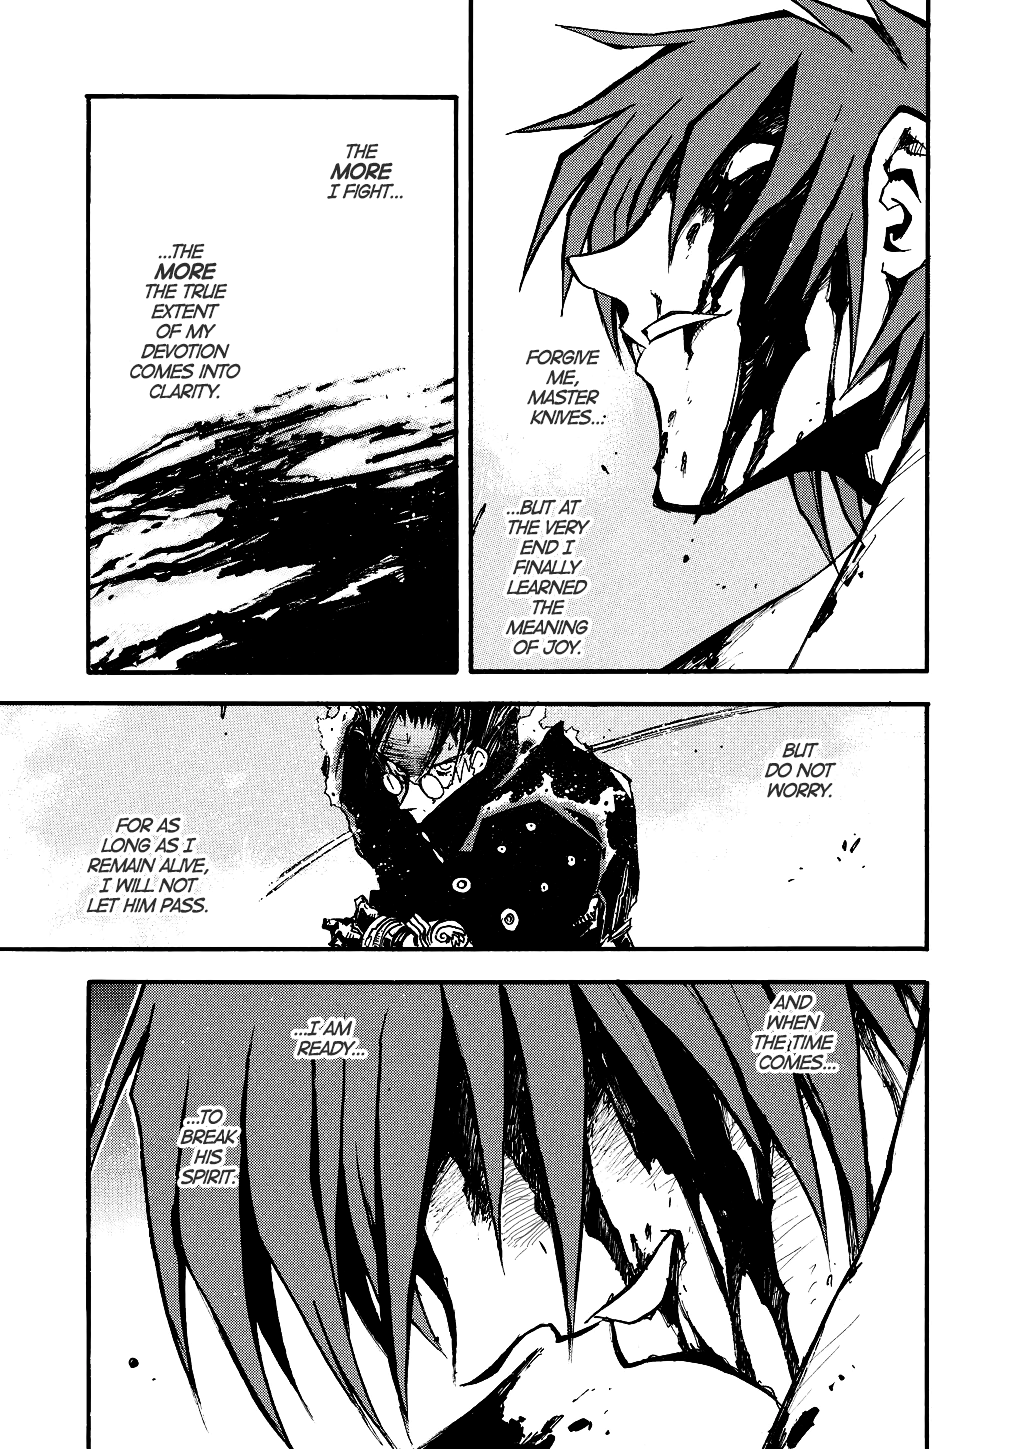 FORGIVE
ME,
MASTER
KNIVES...
...BUT AT
THE VERY
END I
FINALLY
LEARNED
THE
MEANING
OF JOY.
THE
MORE
I FIGHT...
...THE
MORE
THE TRUE
EXTENT
OF MY
DEVOTION
COMES INTO
CLARITY.
BUT
DO NOT
WORRY.
FOR AS
LONG AS I
REMAIN ALIVE,
I WILL NOT
LET HIM PASS.
AND
WHEN
THE TIME
COMES...
...I AM
READY...
...TO
BREAK
HIS
SPIRIT.